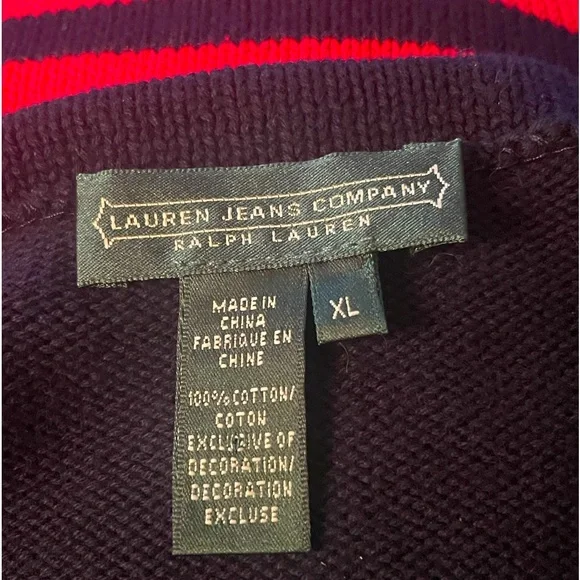 LAUREN JEANS COMPANY
RALPH LAUREN
XL
MADE IN
CHINA
FABRIQUE EN
CHINE
100% COTTON/
COTON
EXCLUSIVE OF
DECORATION/
DECORATION
EXCLUSE